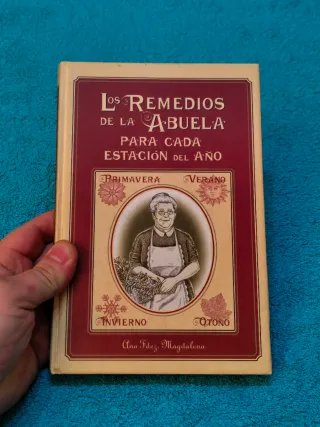 Los Remedios
de la Abuela
para cada
estación del año
Primavera Verano
Invierno Otoño
Ana Fdez. Magdalena